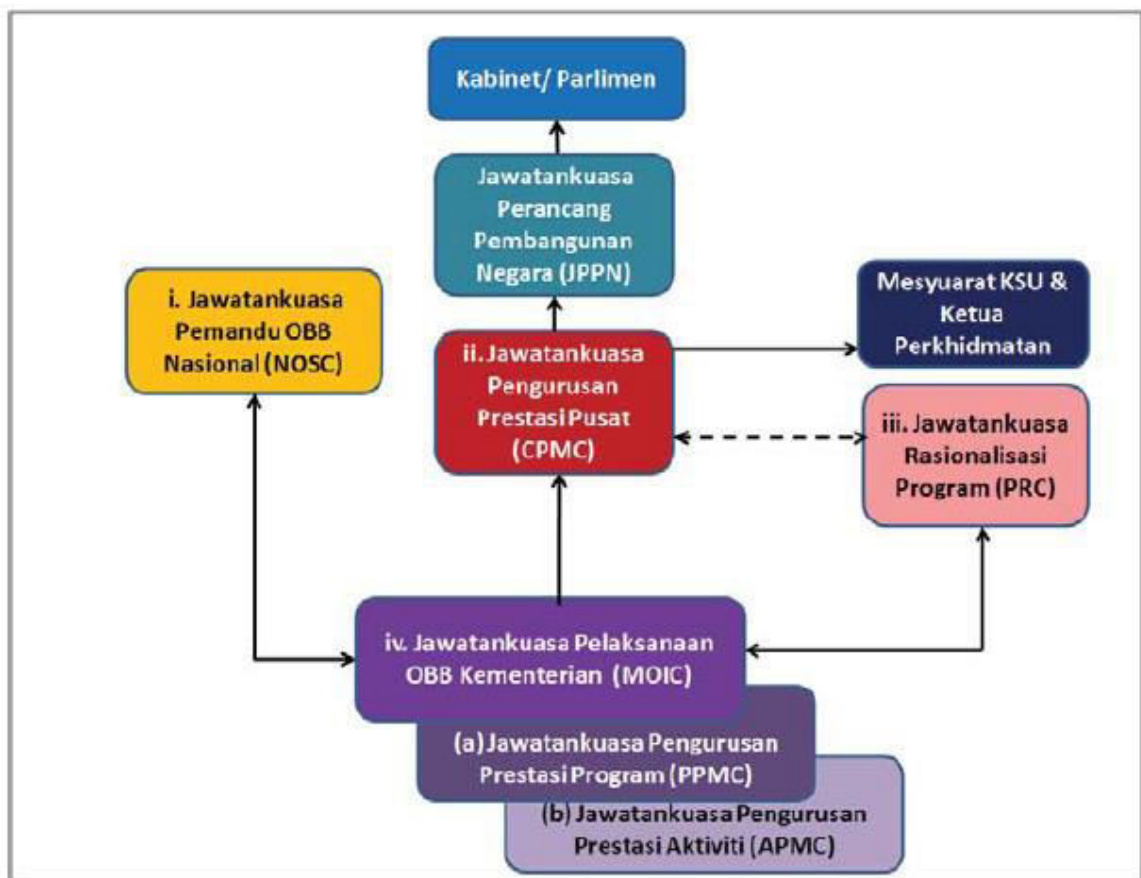 Kabinet/ Parlimen
Jawatankuasa
Perancang
Pembangunan
Negara (JPPN)
i. Jawatankuasa
Pemandu OBB
Nasional (NOSC)
ii. Jawatankuasa
Pengurusan
Prestasi Pusat
(CPMC)
Mesyuarat KSU &
Ketua
Perkhidmatan
iii. Jawatankuasa
Rasionalisasi
Program (PRC)
iv. Jawatankuasa Pelaksanaan
OBB Kementerian (MOIC)
(a) Jawatankuasa Pengurusan
Prestasi Program (PPMC)
(b) Jawatankuasa Pengurusan
Prestasi Aktiviti (APMC)